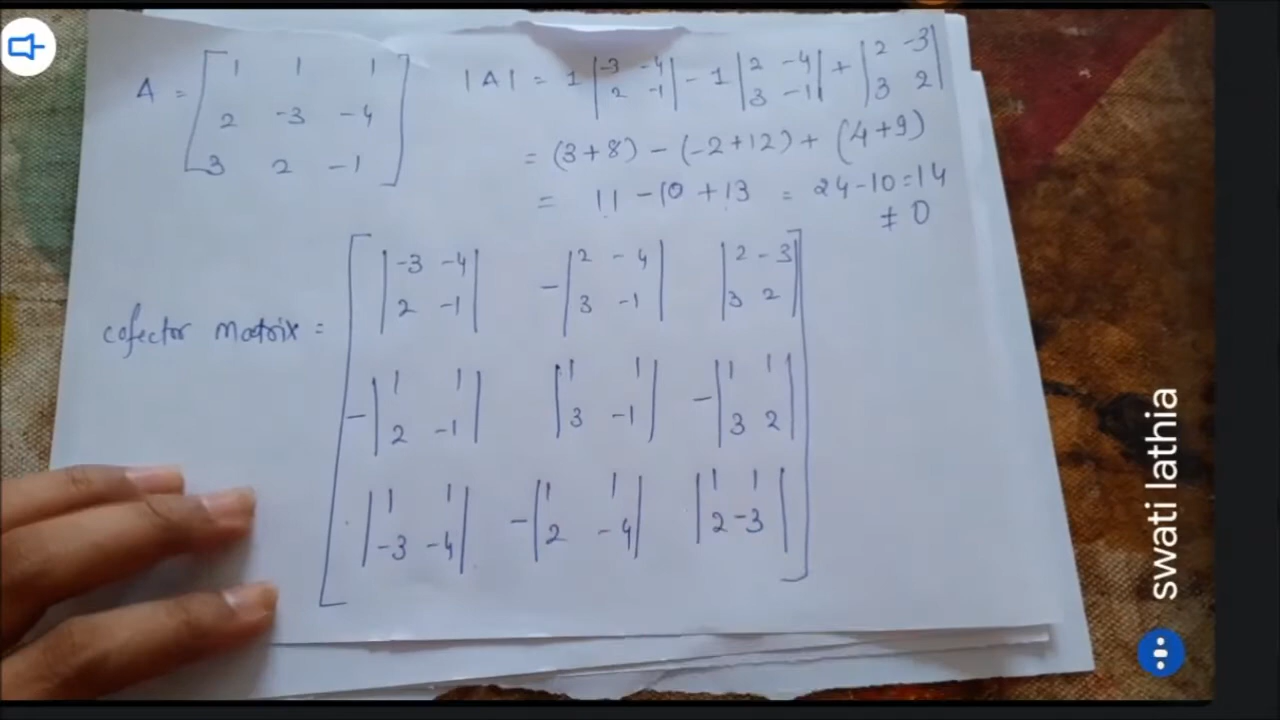 A = [ 1 1 1 |A| = 1 |-3 -4| - 1 |2 -4| + |2 -3|
2 -3 -4 |2 -1| |3 -1| |3 2|
3 2 -1 ] = (3+8) - (-2+12) + (4+9)
= 11 - 10 + 13 = 24-10=14
≠ 0
|-3 -4| - |2 -4| |2 -3|
|2 -1| |3 -1| |3 2|
cofector matrix =
- |1 1| |1 1| - |1 1|
|2 -1| |3 -1| |3 2|
|1 1| - |1 1| |1 1|
|-3 -4| |2 -4| |2 -3|
swati lathia